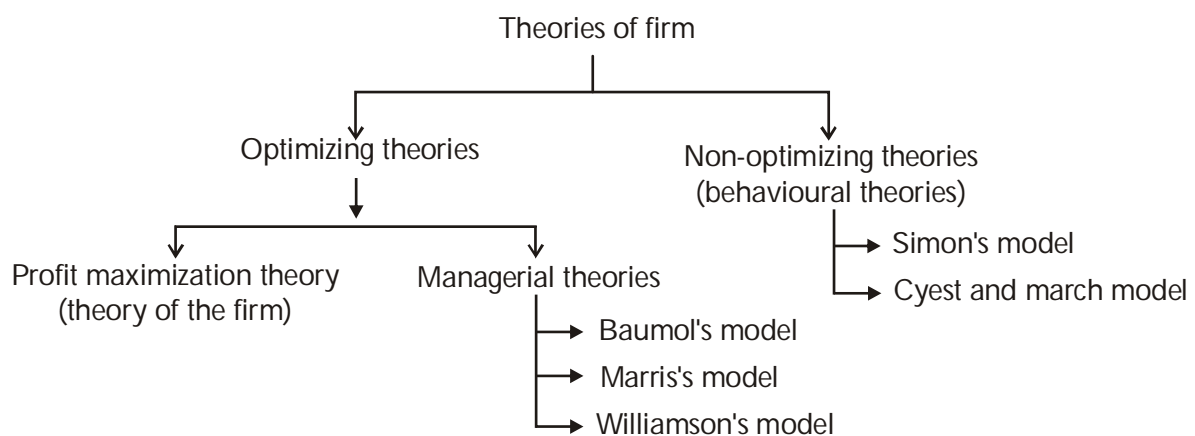 Theories of firm
Optimizing theories
Non-optimizing theories
(behavioural theories)
Simon's model
Cyest and march model
Profit maximization theory
(theory of the firm)
Managerial theories
Baumol's model
Marris's model
Williamson's model